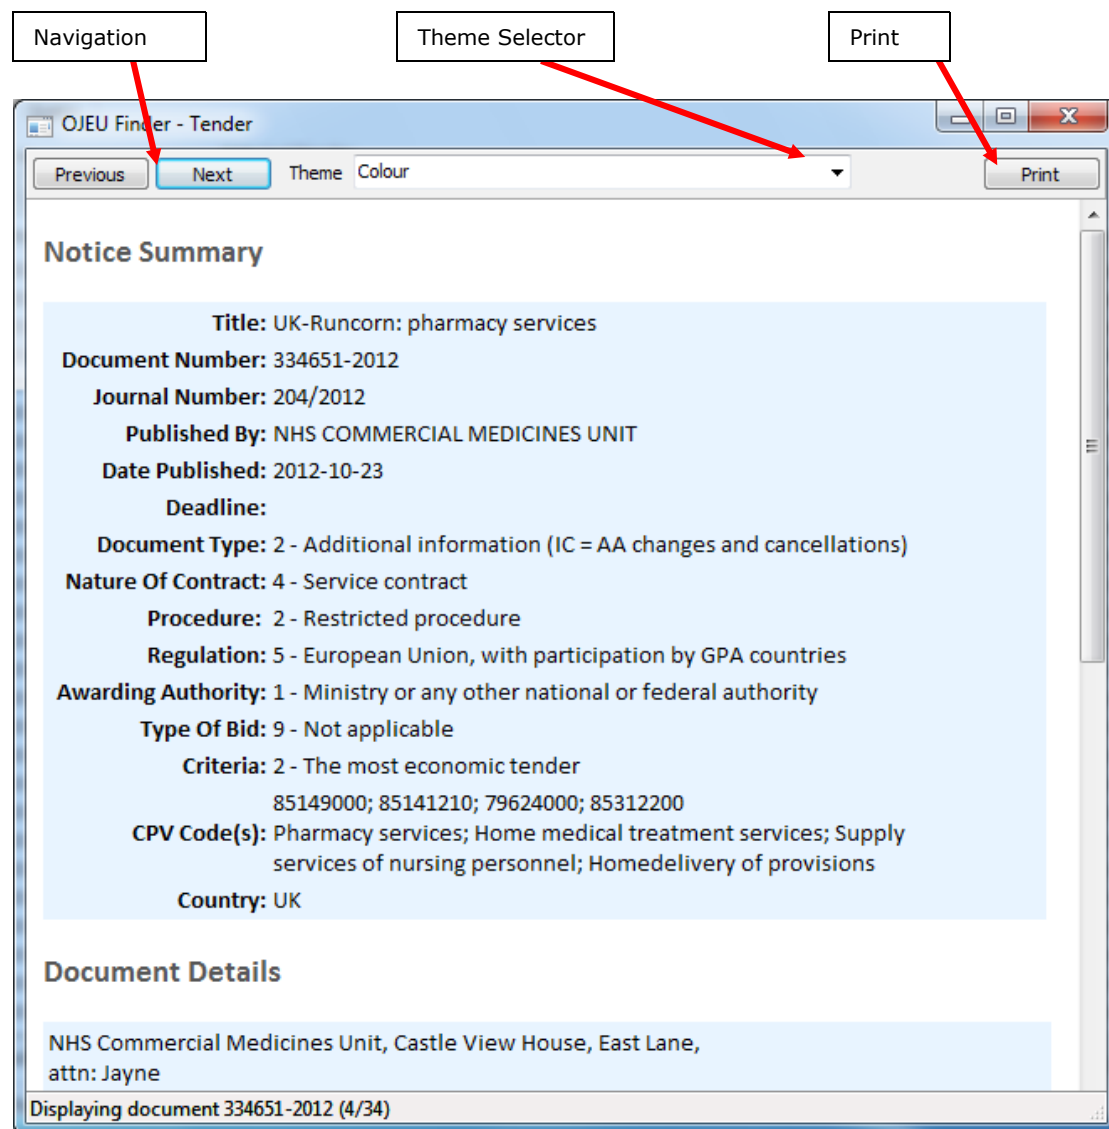 Navigation
Theme Selector
Print
OJEU Finder - Tender
Previous Next Theme Colour Print
Notice Summary
Title: UK-Runcorn: pharmacy services
Document Number: 334651-2012
Journal Number: 204/2012
Published By: NHS COMMERCIAL MEDICINES UNIT
Date Published: 2012-10-23
Deadline:
Document Type: 2 - Additional information (IC = AA changes and cancellations)
Nature Of Contract: 4 - Service contract
Procedure: 2 - Restricted procedure
Regulation: 5 - European Union, with participation by GPA countries
Awarding Authority: 1 - Ministry or any other national or federal authority
Type Of Bid: 9 - Not applicable
Criteria: 2 - The most economic tender
85149000; 85141210; 79624000; 85312200
CPV Code(s): Pharmacy services; Home medical treatment services; Supply
services of nursing personnel; Homedelivery of provisions
Country: UK
Document Details
NHS Commercial Medicines Unit, Castle View House, East Lane,
attn: Jayne
Displaying document 334651-2012 (4/34)